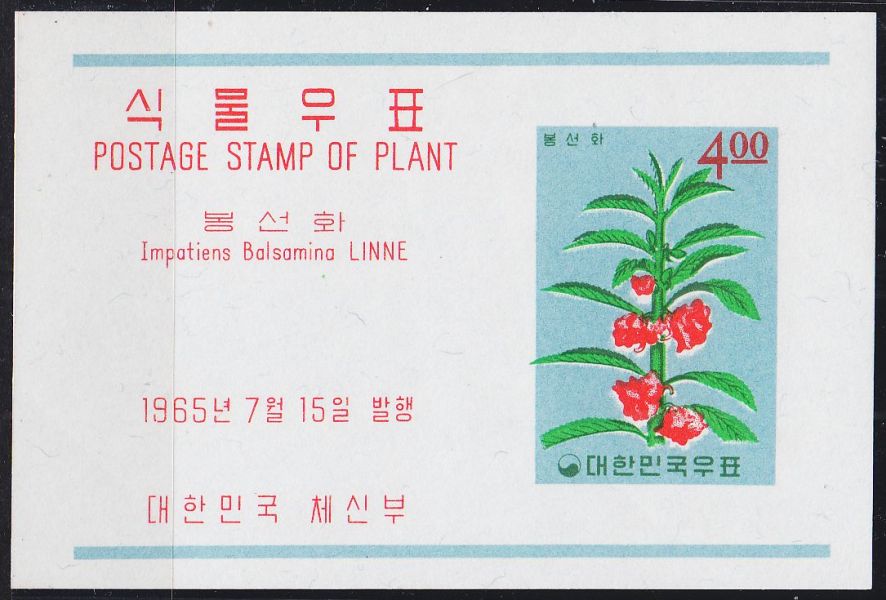 식물우표
POSTAGE STAMP OF PLANT
봉선화
Impatiens Balsamina LINNE
1965년 7월 15일 발행
대한민국 체신부
봉선화
4.00
대한민국우표